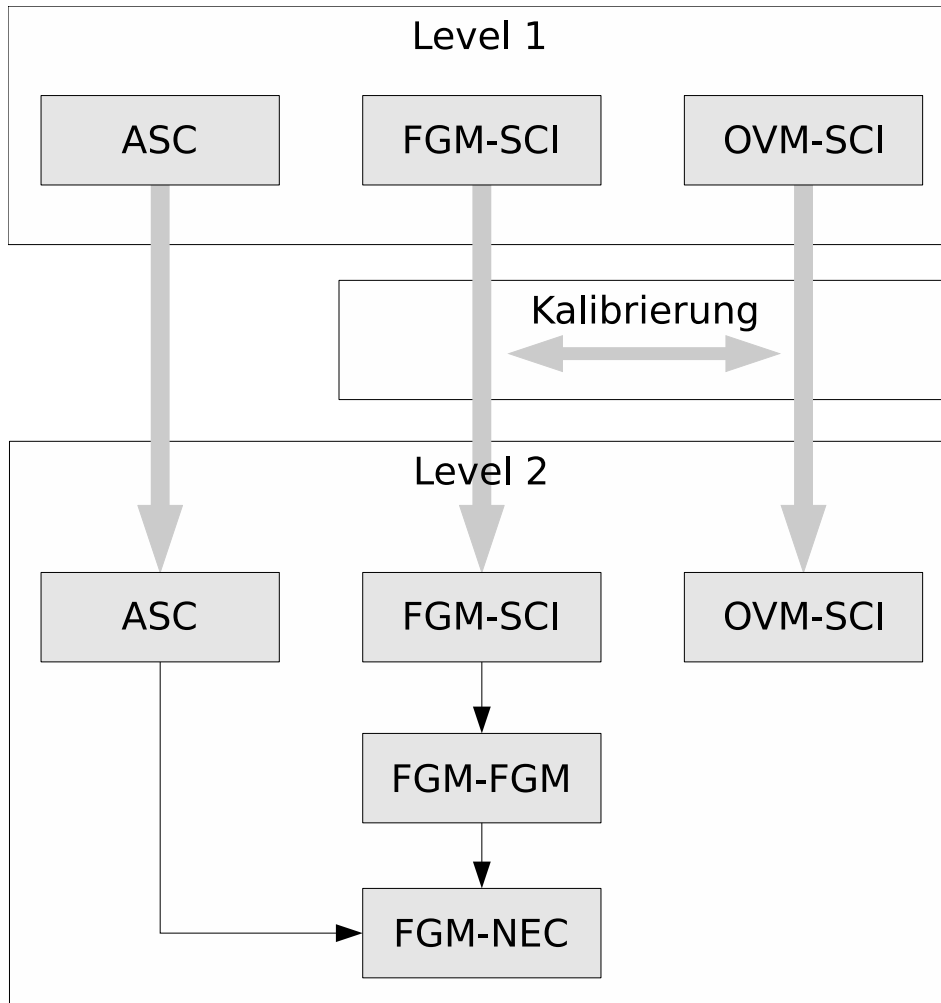 Level 1
ASC
FGM-SCI
OVM-SCI
Kalibrierung
Level 2
ASC
FGM-SCI
OVM-SCI
FGM-FGM
FGM-NEC